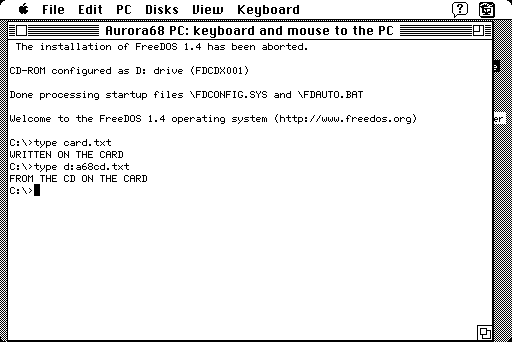 File Edit PC Disks View Keyboard
Aurora68 PC: keyboard and mouse to the PC
The installation of FreeDOS 1.4 has been aborted.
CD-ROM configured as D: drive (FDCDX001)
Done processing startup files \FDCONFIG.SYS and \FDAUTO.BAT
Welcome to the FreeDOS 1.4 operating system (http://www.freedos.org)
C:\>type card.txt
WRITTEN ON THE CARD
C:\>type d:a68cd.txt
FROM THE CD ON THE CARD
C:\>